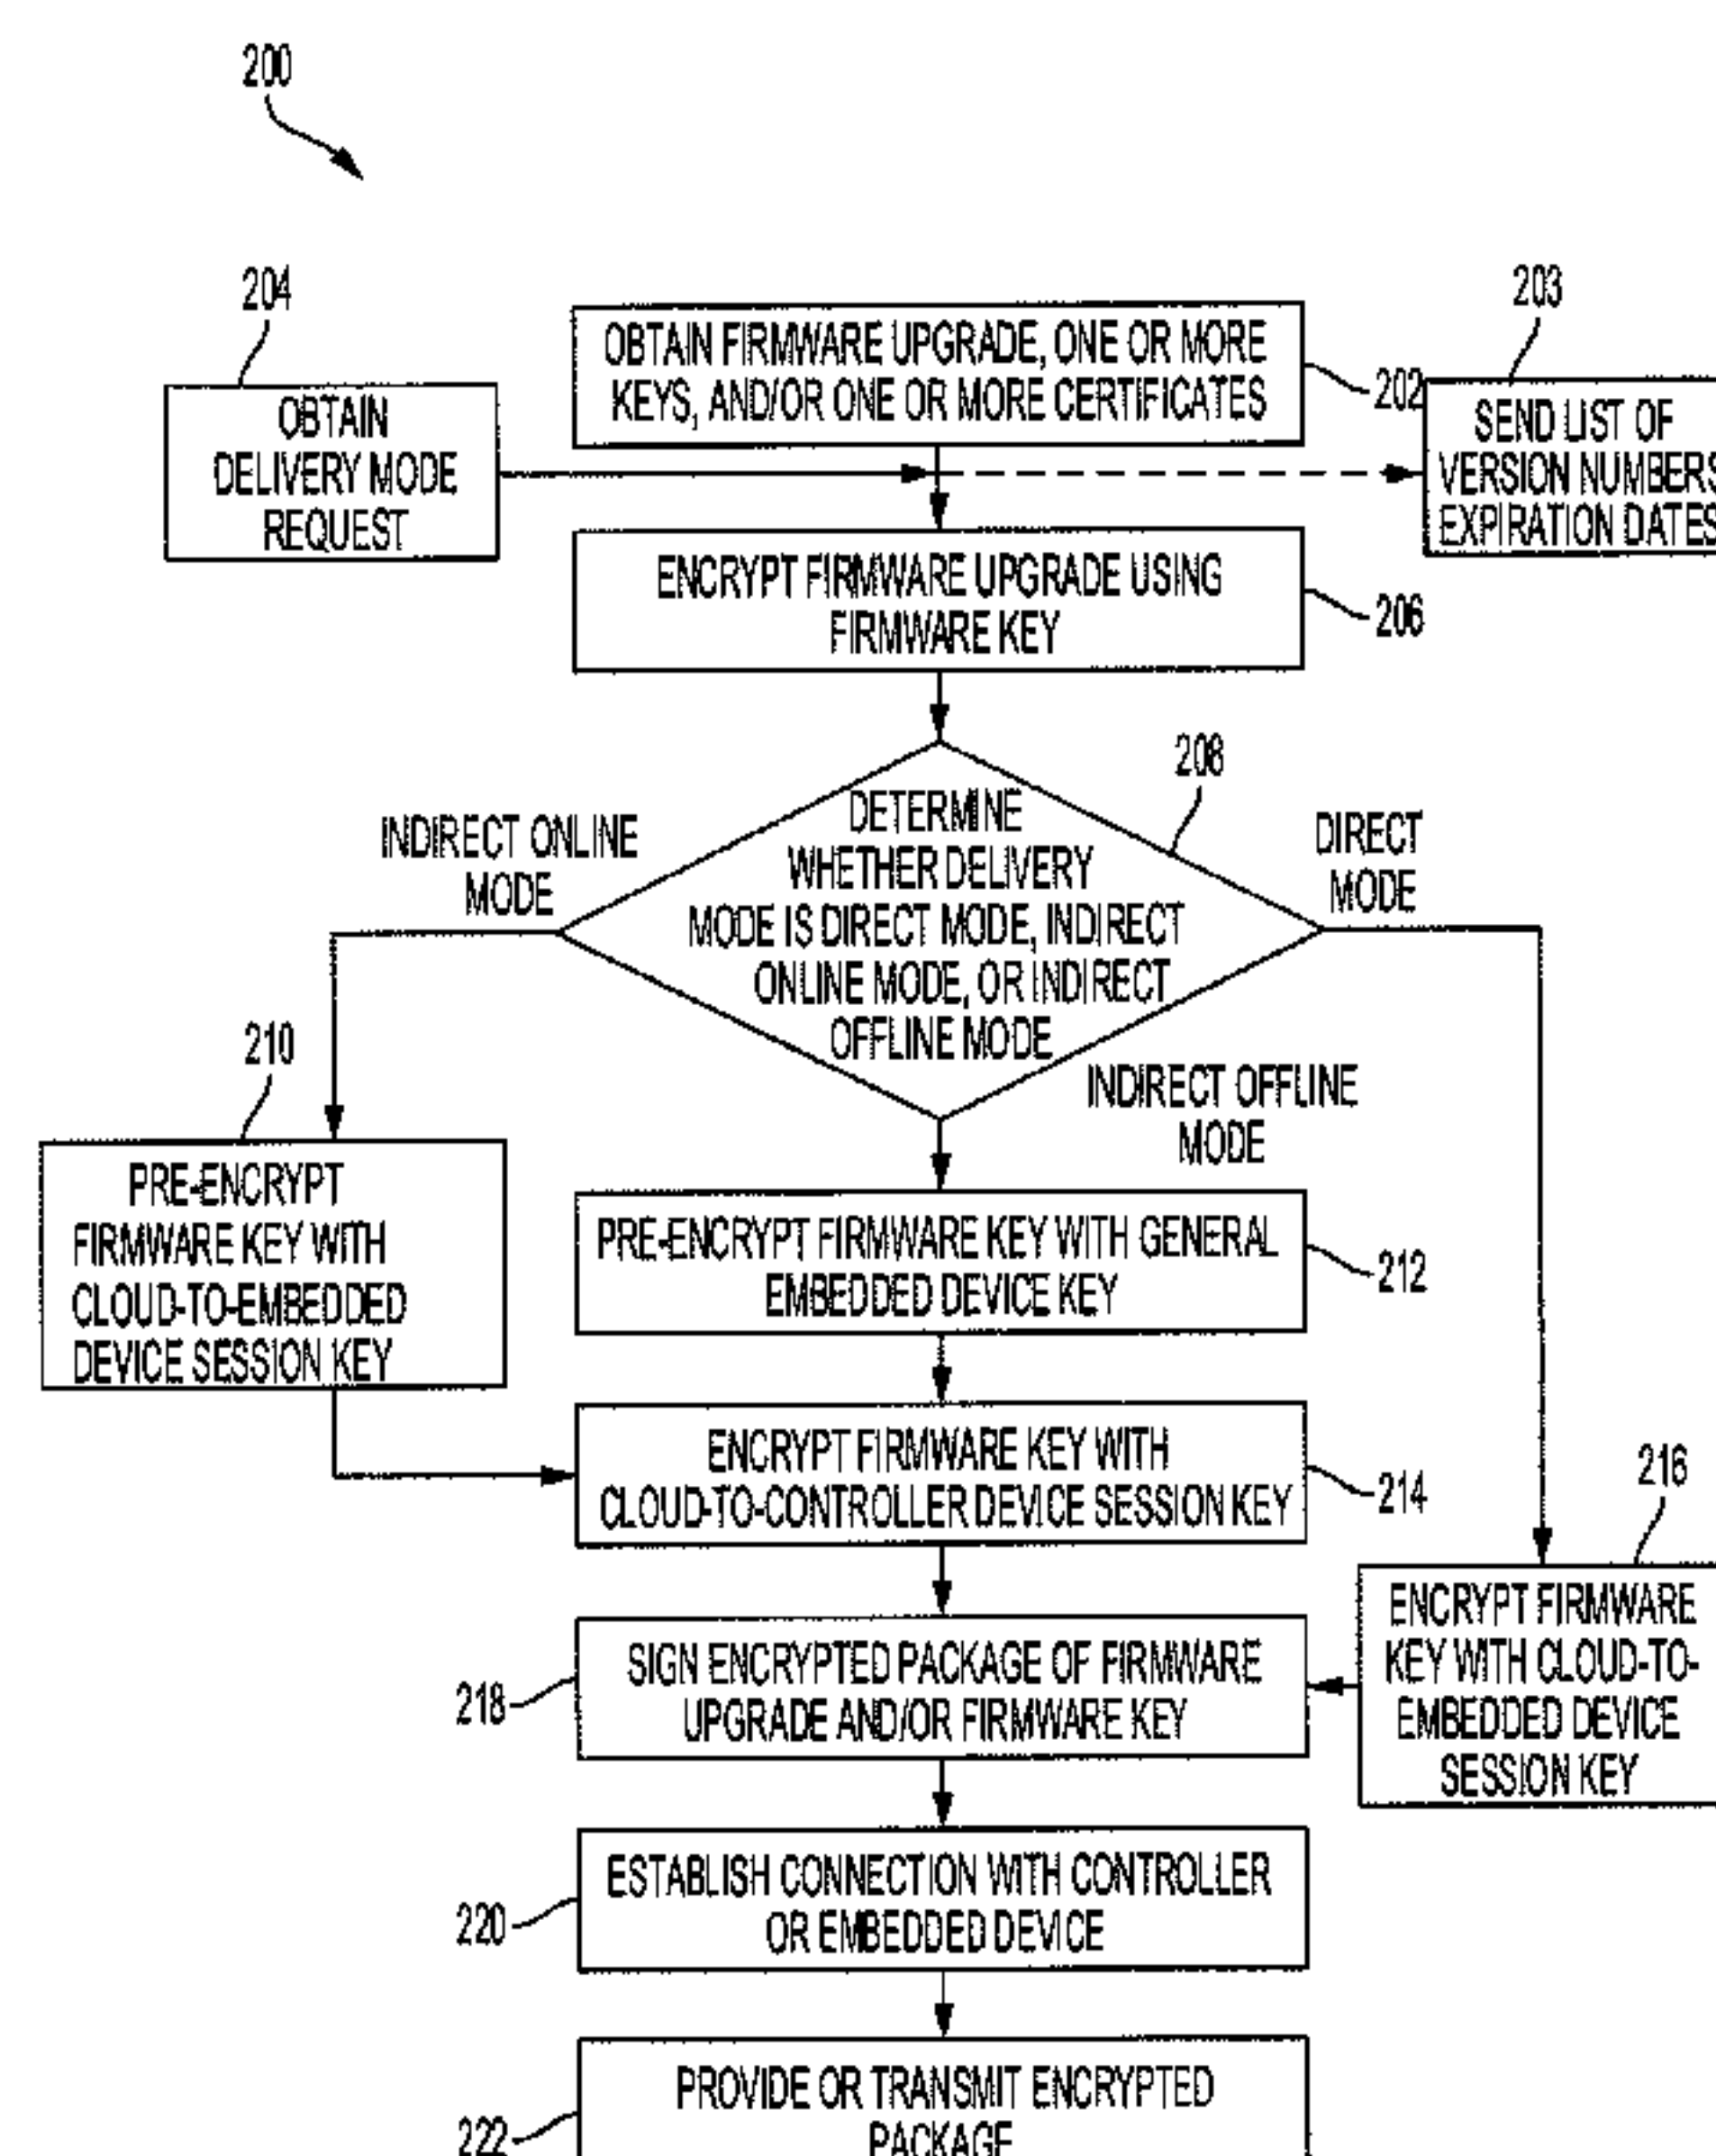 200
204
203
OBTAIN FIRMWARE UPGRADE, ONE OR MORE
KEYS, AND/OR ONE OR MORE CERTIFICATES
202
OBTAIN
DELIVERY MODE
REQUEST
SEND LIST OF
VERSION NUMBERS
EXPIRATION DATES
ENCRYPT FIRMWARE UPGRADE USING
FIRMWARE KEY
206
208
DETERMINE
WHETHER DELIVERY
MODE IS DIRECT MODE, INDIRECT
ONLINE MODE, OR INDIRECT
OFFLINE MODE
INDIRECT ONLINE
MODE
DIRECT
MODE
INDIRECT OFFLINE
MODE
210
PRE-ENCRYPT
FIRMWARE KEY WITH
CLOUD-TO-EMBEDDED
DEVICE SESSION KEY
PRE-ENCRYPT FIRMWARE KEY WITH GENERAL
EMBEDDED DEVICE KEY
212
ENCRYPT FIRMWARE KEY WITH
CLOUD-TO-CONTROLLER DEVICE SESSION KEY
214
216
ENCRYPT FIRMWARE
KEY WITH CLOUD-TO-
EMBEDDED DEVICE
SESSION KEY
SIGN ENCRYPTED PACKAGE OF FIRMWARE
UPGRADE AND/OR FIRMWARE KEY
218
ESTABLISH CONNECTION WITH CONTROLLER
OR EMBEDDED DEVICE
220
PROVIDE OR TRANSMIT ENCRYPTED
PACKAGE
222